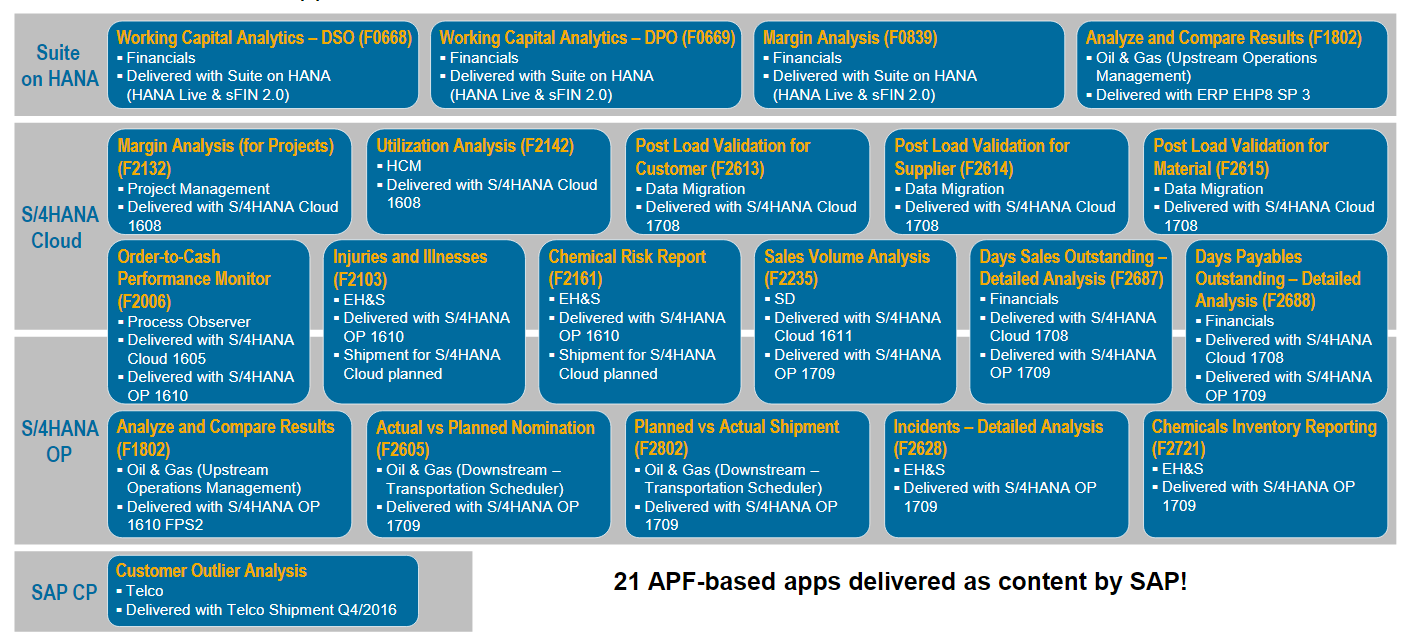 Suite
on HANA
Working Capital Analytics – DSO (F0668)
▪ Financials
▪ Delivered with Suite on HANA
(HANA Live & sFIN 2.0)
Working Capital Analytics – DPO (F0669)
▪ Financials
▪ Delivered with Suite on HANA
(HANA Live & sFIN 2.0)
Margin Analysis (F0839)
▪ Financials
▪ Delivered with Suite on HANA
(HANA Live & sFIN 2.0)
Analyze and Compare Results (F1802)
▪ Oil & Gas (Upstream Operations
Management)
▪ Delivered with ERP EHP8 SP 3
S/4HANA
Cloud
Margin Analysis (for Projects)
(F2132)
▪ Project Management
▪ Delivered with S/4HANA Cloud
1608
Utilization Analysis (F2142)
▪ HCM
▪ Delivered with S/4HANA Cloud
1608
Post Load Validation for
Customer (F2613)
▪ Data Migration
▪ Delivered with S/4HANA Cloud
1708
Post Load Validation for
Supplier (F2614)
▪ Data Migration
▪ Delivered with S/4HANA Cloud
1708
Post Load Validation for
Material (F2615)
▪ Data Migration
▪ Delivered with S/4HANA Cloud
1708
Order-to-Cash
Performance Monitor
(F2006)
▪ Process Observer
▪ Delivered with S/4HANA
Cloud 1605
▪ Delivered with S/4HANA
OP 1610
Injuries and Illnesses
(F2103)
▪ EH&S
▪ Delivered with S/4HANA
OP 1610
▪ Shipment for S/4HANA
Cloud planned
Chemical Risk Report
(F2161)
▪ EH&S
▪ Delivered with S/4HANA
OP 1610
▪ Shipment for S/4HANA
Cloud planned
Sales Volume Analysis
(F2235)
▪ SD
▪ Delivered with S/4HANA
Cloud 1611
▪ Delivered with S/4HANA
OP 1709
Days Sales Outstanding –
Detailed Analysis (F2687)
▪ Financials
▪ Delivered with S/4HANA
Cloud 1708
▪ Delivered with S/4HANA
OP 1709
Days Payables
Outstanding – Detailed
Analysis (F2688)
▪ Financials
▪ Delivered with S/4HANA
Cloud 1708
▪ Delivered with S/4HANA
OP 1709
S/4HANA
OP
Analyze and Compare Results
(F1802)
▪ Oil & Gas (Upstream
Operations Management)
▪ Delivered with S/4HANA OP
1610 FPS2
Actual vs Planned Nomination
(F2605)
▪ Oil & Gas (Downstream –
Transportation Scheduler)
▪ Delivered with S/4HANA OP
1709
Planned vs Actual Shipment
(F2802)
▪ Oil & Gas (Downstream –
Transportation Scheduler)
▪ Delivered with S/4HANA OP
1709
Incidents – Detailed Analysis
(F2628)
▪ EH&S
▪ Delivered with S/4HANA OP
1709
Chemicals Inventory Reporting
(F2721)
▪ EH&S
▪ Delivered with S/4HANA OP
1709
SAP CP
Customer Outlier Analysis
▪ Telco
▪ Delivered with Telco Shipment Q4/2016
21 APF-based apps delivered as content by SAP!